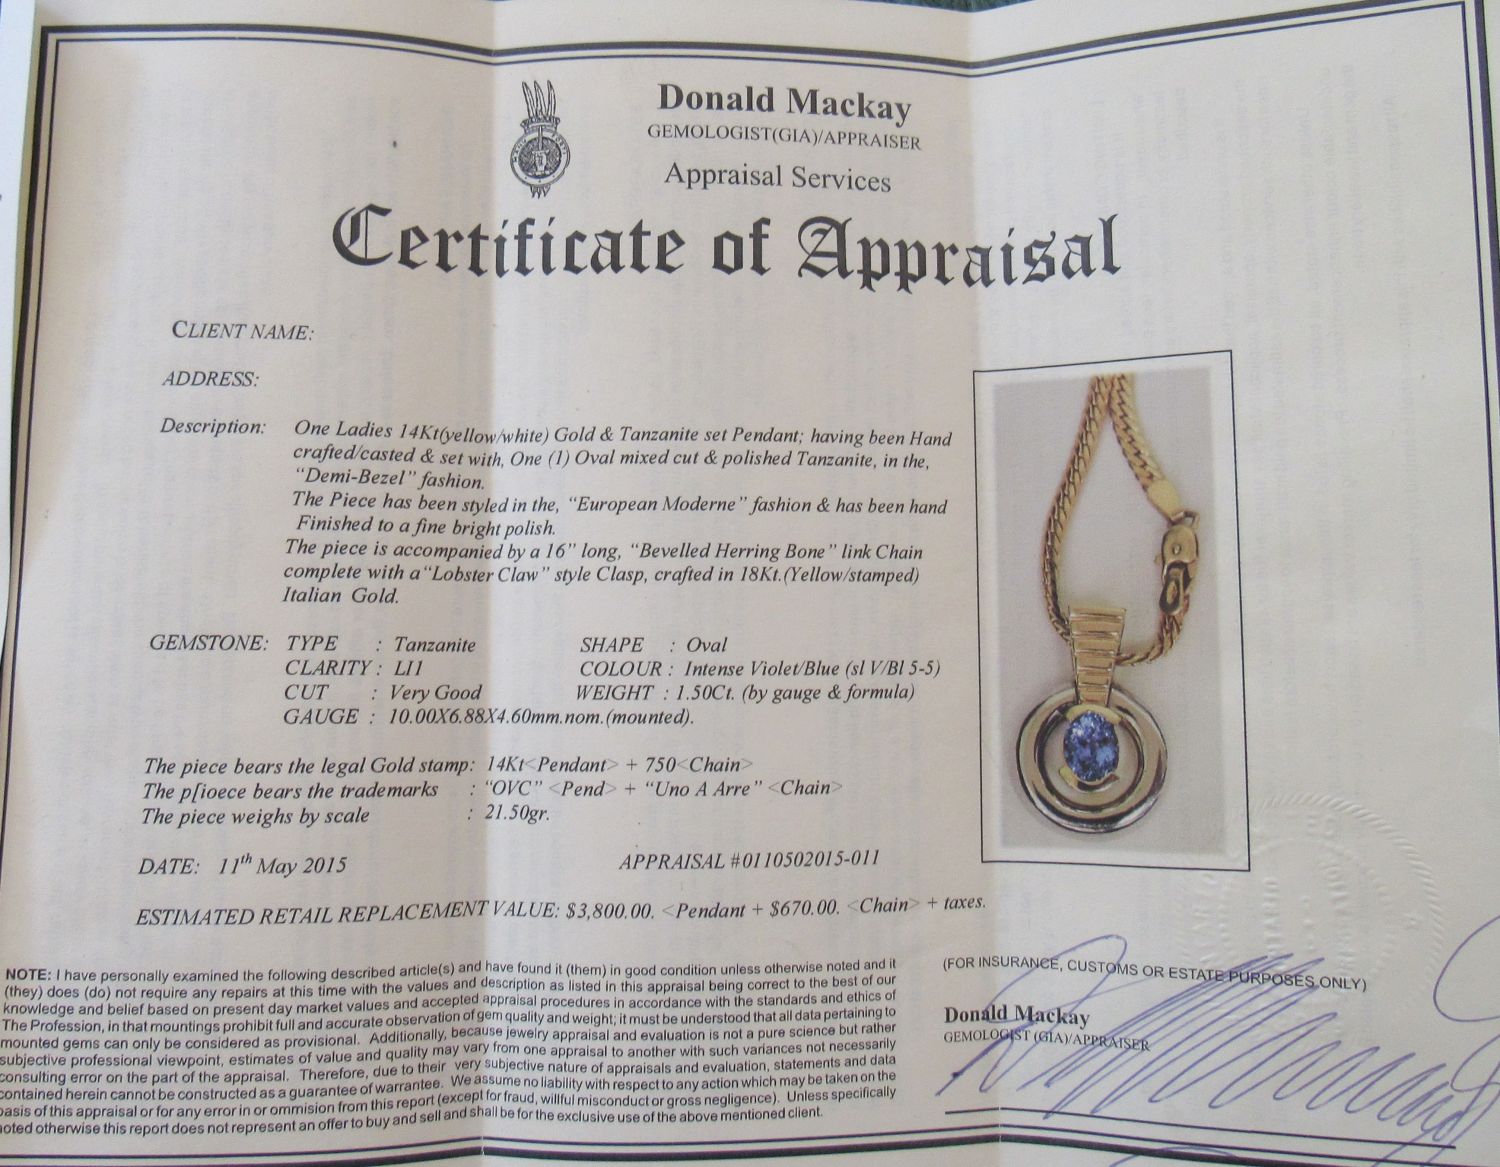 Donald Mackay
GEMOLOGIST(GIA)/APPRAISER
Appraisal Services
Certificate of Appraisal
CLIENT NAME:
ADDRESS:
Description: One Ladies 14Kt(yellow/white) Gold & Tanzanite set Pendant; having been Hand
crafted/casted & set with, One (1) Oval mixed cut & polished Tanzanite, in the,
"Demi-Bezel" fashion.
The Piece has been styled in the, "European Moderne" fashion & has been hand
Finished to a fine bright polish.
The piece is accompanied by a 16" long, "Bevelled Herring Bone" link Chain
complete with a "Lobster Claw" style Clasp, crafted in 18Kt.(Yellow/stamped)
Italian Gold.
GEMSTONE: TYPE : Tanzanite SHAPE : Oval
CLARITY : LI1 COLOUR : Intense Violet/Blue (sl V/Bl 5-5)
CUT : Very Good WEIGHT : 1.50Ct. (by gauge & formula)
GAUGE : 10.00X6.88X4.60mm.nom.(mounted).
The piece bears the legal Gold stamp: 14Kt<Pendant> + 750<Chain>
The p[ioece bears the trademarks : "OVC" <Pend> + "Uno A Arre" <Chain>
The piece weighs by scale : 21.50gr.
DATE: 11th May 2015 APPRAISAL #0110502015-011
ESTIMATED RETAIL REPLACEMENT VALUE: $3,800.00. <Pendant + $670.00. <Chain> + taxes.
NOTE: I have personally examined the following described article(s) and have found it (them) in good condition unless otherwise noted and it
(they) does (do) not require any repairs at this time with the values and description as listed in this appraisal being correct to the best of our
knowledge and belief based on present day market values and accepted appraisal procedures in accordance with the standards and ethics of
The Profession, in that mountings prohibit full and accurate observation of gem quality and weight; it must be understood that all data pertaining to
mounted gems can only be considered as provisional. Additionally, because jewelry appraisal and evaluation is not a pure science but rather
subjective professional viewpoint, estimates of value and quality may vary from one appraisal to another with such variances not necessarily
consulting error on the part of the appraisal. Therefore, due to their very subjective nature of appraisals and evaluation, statements and data
contained herein cannot be constructed as a guarantee of warrantee. We assume no liability with respect to any action which may be taken on the
basis of this appraisal or for any error in or ommision from this report (except for fraud, willful misconduct or gross negligence). Unless specifically
noted otherwise this report does not represent an offer to buy and sell and shall be for the exclusive use of the above mentioned client.
(FOR INSURANCE, CUSTOMS OR ESTATE PURPOSES ONLY)
Donald Mackay
GEMOLOGIST (GIA)/APPRAISER